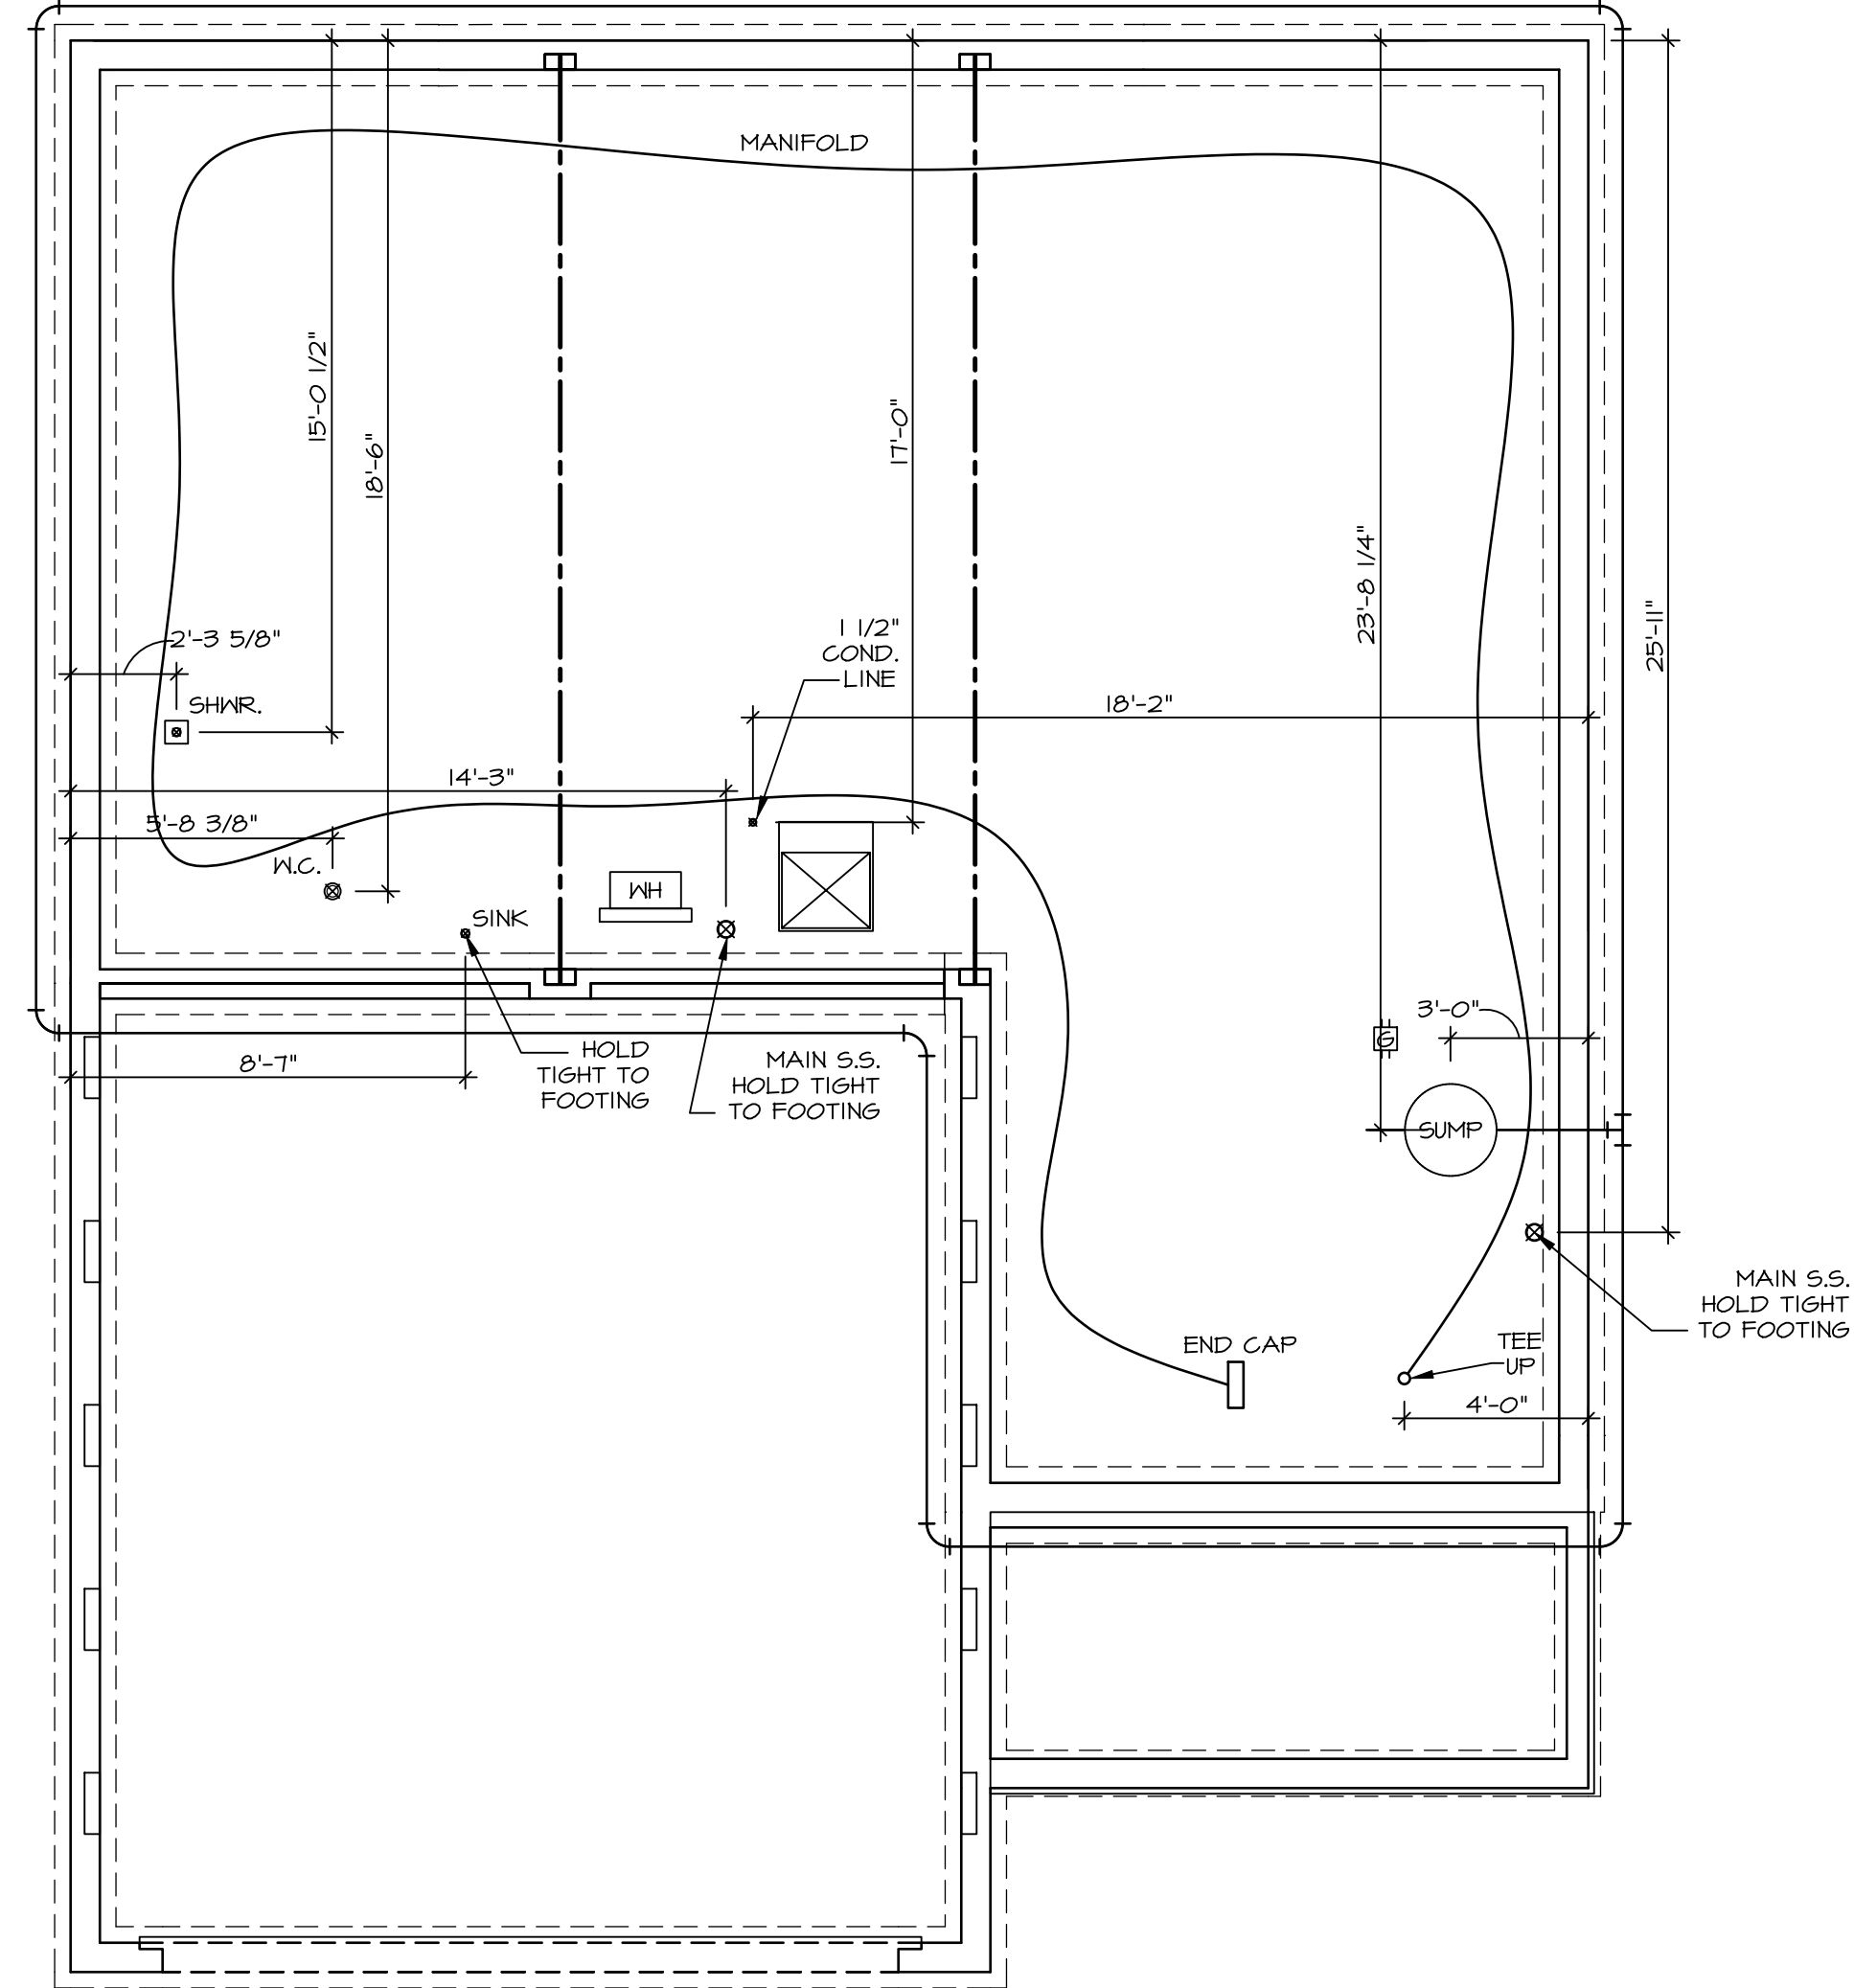 MANIFOLD
15'-0 1/2"
18'-6"
17'-0"
23'-8 1/4"
25'-11"
2'-3 5/8"
SHWR.
1 1/2"
COND.
LINE
18'-2"
14'-3"
5'-8 3/8"
W.C.
WH
SINK
3'-0"
G
8'-7"
HOLD
TIGHT TO
FOOTING
MAIN S.S.
HOLD TIGHT
TO FOOTING
SUMP
MAIN S.S.
HOLD TIGHT
TO FOOTING
END CAP
TEE
UP
4'-0"